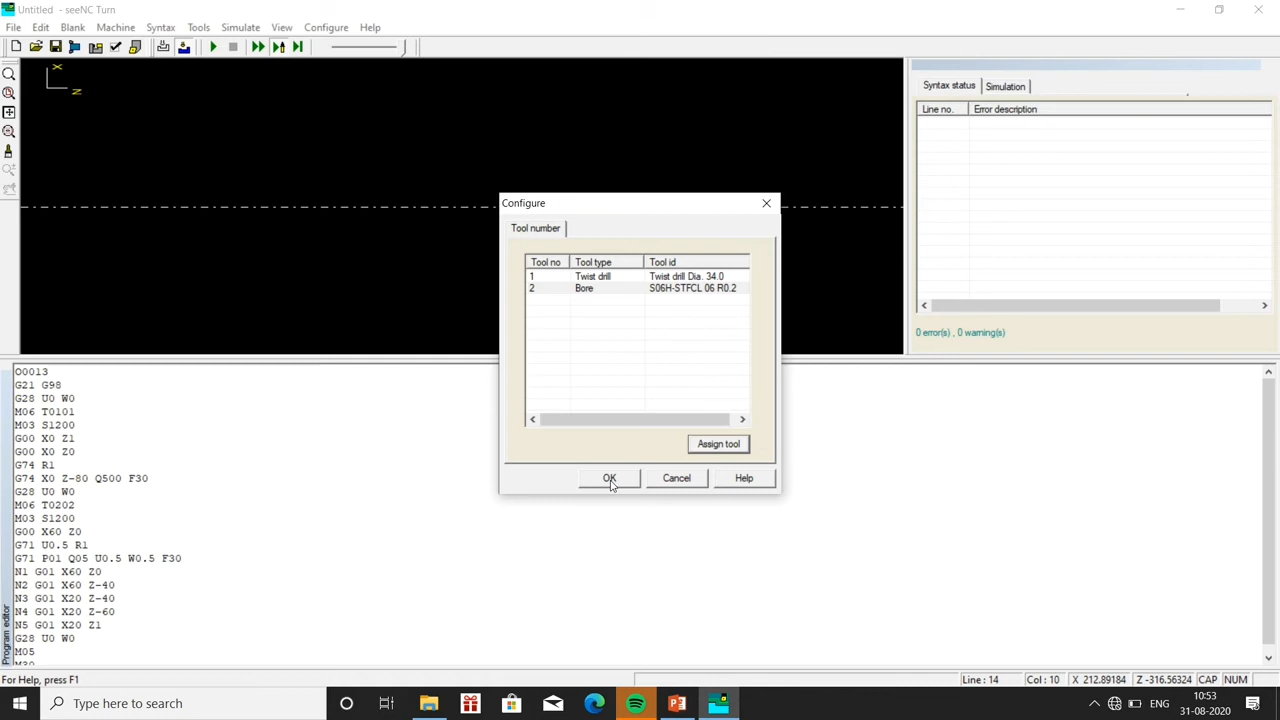 Untitled - seeNC Turn
File Edit Blank Machine Syntax Tools Simulate View Configure Help
X
Z
Syntax status Simulation
Line no. Error description
0 error(s) , 0 warning(s)
Configure
Tool number
Tool no Tool type Tool id
1 Twist drill Twist drill Dia. 34.0
2 Bore S06H-STFCL 06 R0.2
Assign tool
OK Cancel Help
O0013
G21 G98
G28 U0 W0
M06 T0101
M03 S1200
G00 X0 Z1
G00 X0 Z0
G74 R1
G74 X0 Z-80 Q500 F30
G28 U0 W0
M06 T0202
M03 S1200
G00 X60 Z0
G71 U0.5 R1
G71 P01 Q05 U0.5 W0.5 F30
N1 G01 X60 Z0
N2 G01 X60 Z-40
N3 G01 X20 Z-40
N4 G01 X20 Z-60
N5 G01 X20 Z1
G28 U0 W0
M05
M30
Program editor
For Help, press F1
Line : 14 Col : 10 X 212.89184 Z -316.56324 CAP NUM
Type here to search
ENG
10:53
31-08-2020